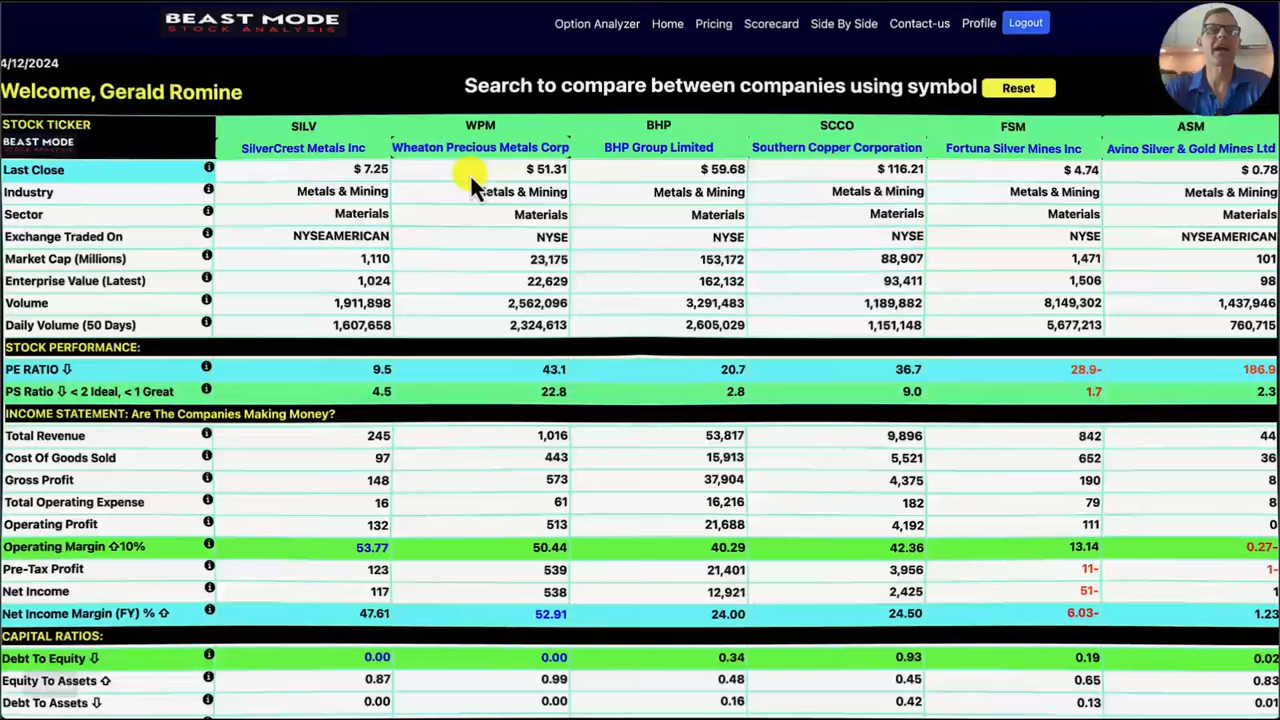 BEAST MODE
STOCK ANALYSIS
Option Analyzer Home Pricing Scorecard Side By Side Contact-us Profile Logout
4/12/2024
Welcome, Gerald Romine
Search to compare between companies using symbol Reset
STOCK TICKER SILV WPM BHP SCCO FSM ASM
BEAST MODE SilverCrest Metals Inc Wheaton Precious Metals Corp BHP Group Limited Southern Copper Corporation Fortuna Silver Mines Inc Avino Silver & Gold Mines Ltd
Last Close $ 7.25 $ 51.31 $ 59.68 $ 116.21 $ 4.74 $ 0.78
Industry Metals & Mining etals & Mining Metals & Mining Metals & Mining Metals & Mining Metals & Mining
Sector Materials Materials Materials Materials Materials Materials
Exchange Traded On NYSEAMERICAN NYSE NYSE NYSE NYSE NYSEAMERICAN
Market Cap (Millions) 1,110 23,175 153,172 88,907 1,471 101
Enterprise Value (Latest) 1,024 22,629 162,132 93,411 1,506 98
Volume 1,911,898 2,562,096 3,291,483 1,189,882 8,149,302 1,437,946
Daily Volume (50 Days) 1,607,658 2,324,613 2,605,029 1,151,148 5,677,213 760,715
STOCK PERFORMANCE:
PE RATIO ⇩ 9.5 43.1 20.7 36.7 28.9- 186.9
PS Ratio ⇩ < 2 Ideal, < 1 Great 4.5 22.8 2.8 9.0 1.7 2.3
INCOME STATEMENT: Are The Companies Making Money?
Total Revenue 245 1,016 53,817 9,896 842 44
Cost Of Goods Sold 97 443 15,913 5,521 652 36
Gross Profit 148 573 37,904 4,375 190 8
Total Operating Expense 16 61 16,216 182 79 8
Operating Profit 132 513 21,688 4,192 111 0
Operating Margin ⇧10% 53.77 50.44 40.29 42.36 13.14 0.27-
Pre-Tax Profit 123 539 21,401 3,956 11- 1-
Net Income 117 538 12,921 2,425 51- 1
Net Income Margin (FY) % ⇧ 47.61 52.91 24.00 24.50 6.03- 1.23
CAPITAL RATIOS:
Debt To Equity ⇩ 0.00 0.00 0.34 0.93 0.19 0.02
Equity To Assets ⇧ 0.87 0.99 0.48 0.45 0.65 0.83
Debt To Assets ⇩ 0.00 0.00 0.16 0.42 0.13 0.01